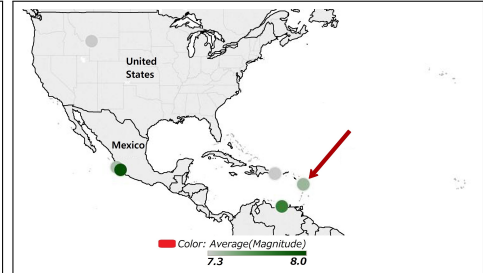 United
States
Mexico
Color: Average(Magnitude)
7.3 8.0